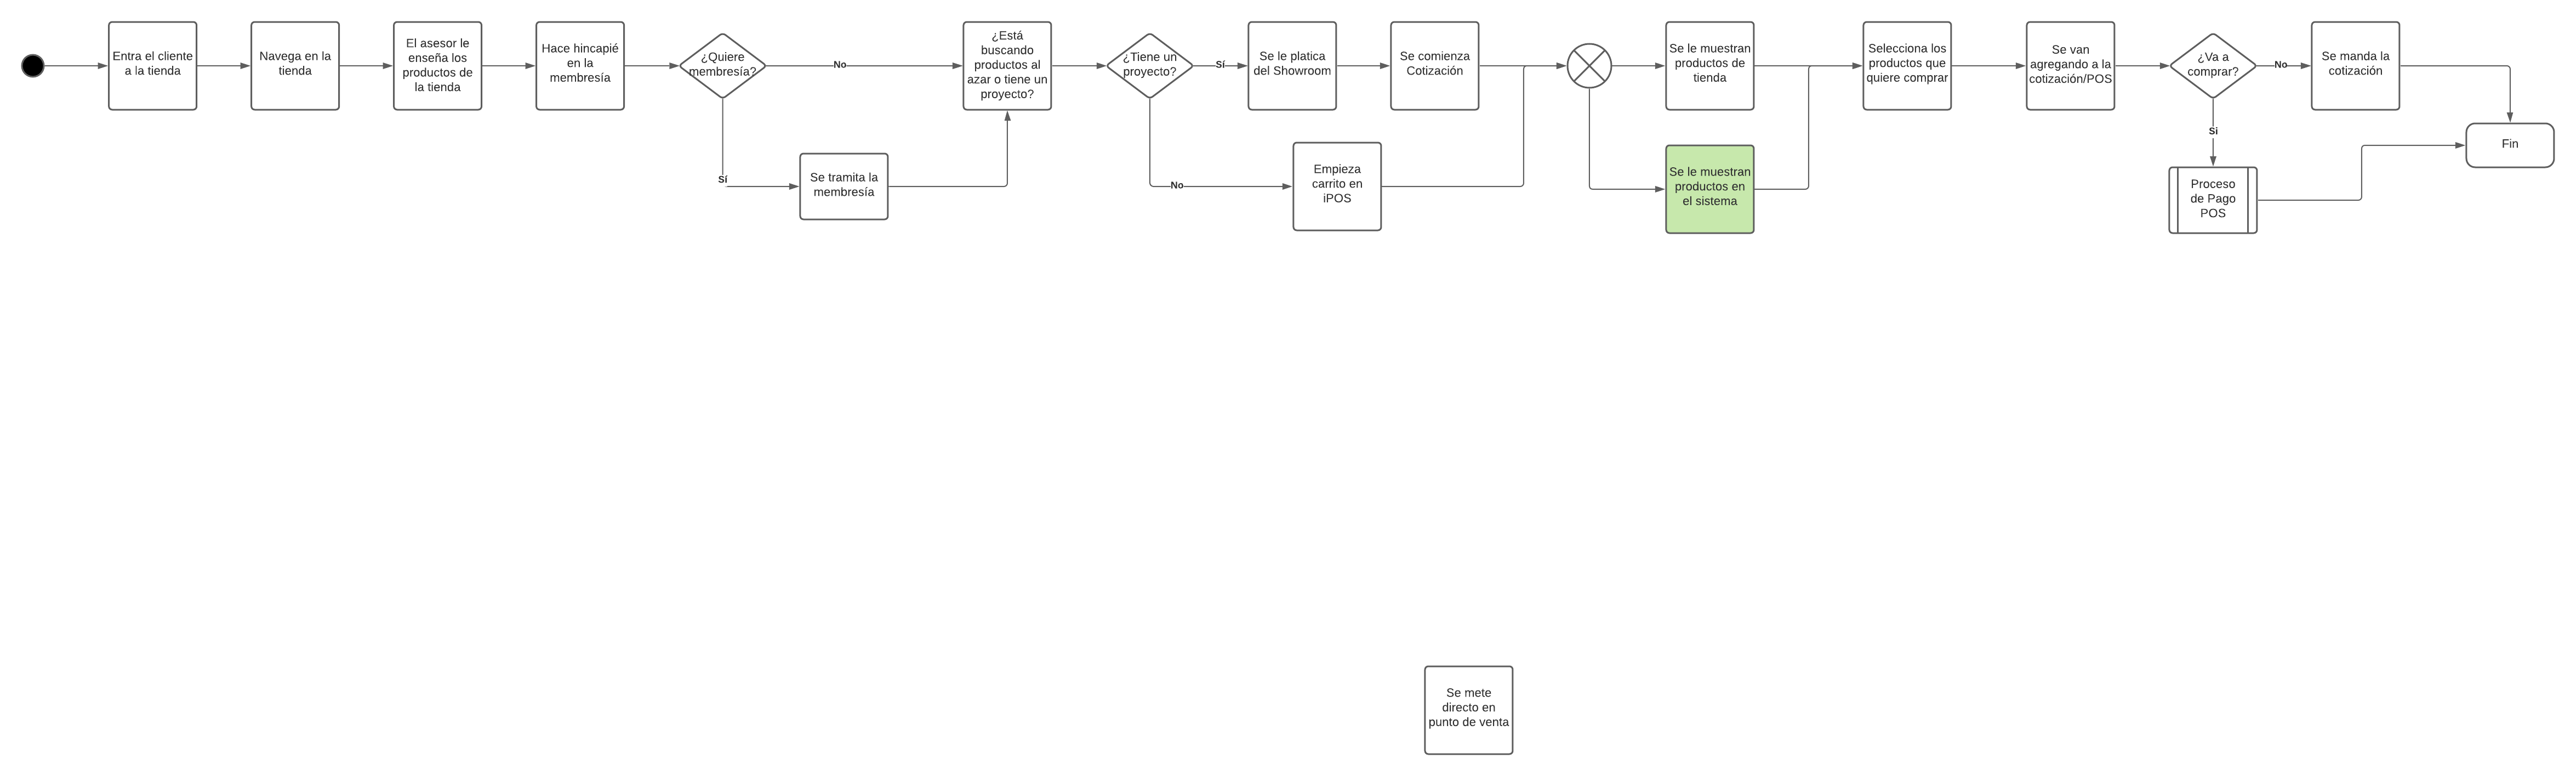 Entra el cliente
a la tienda
Navega en la
tienda
El asesor le
enseña los
productos de
la tienda
Hace hincapié
en la
membresía
¿Quiere
membresía?
No
Sí
Se tramita la
membresía
¿Está
buscando
productos al
azar o tiene un
proyecto?
¿Tiene un
proyecto?
Sí
No
Se le platica
del Showroom
Se comienza
Cotización
Empieza
carrito en
iPOS
Se le muestran
productos de
tienda
Se le muestran
productos en
el sistema
Selecciona los
productos que
quiere comprar
Se van
agregando a la
cotización/POS
¿Va a
comprar?
No
Si
Se manda la
cotización
Proceso
de Pago
POS
Fin
Se mete
directo en
punto de venta